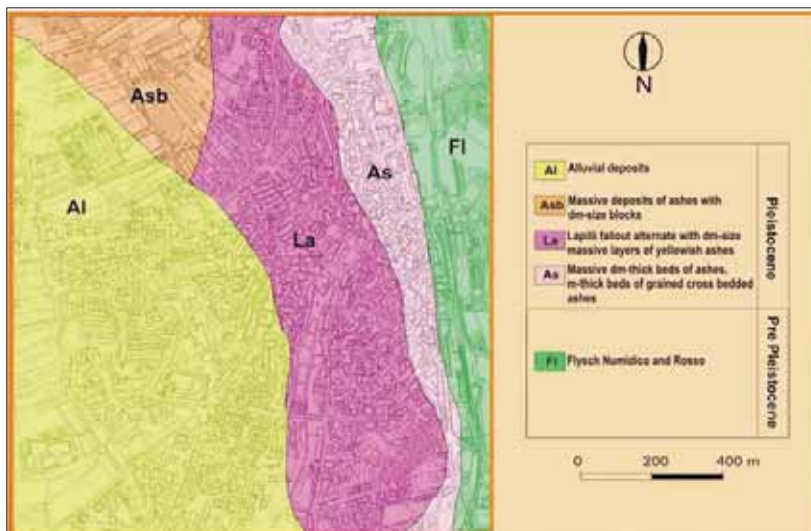 Asb
As
Fl
Al
La
N
Al Alluvial deposits
Asb Massive deposits of ashes with
dm-size blocks
La Lapilli fallout alternate with dm-size
massive layers of yellowish ashes
As Massive dm-thick beds of ashes,
m-thick beds of grained cross bedded
ashes
Pleistocene
Fl Flysch Numidico and Rosso
Pre Pleistocene
0 200 400 m